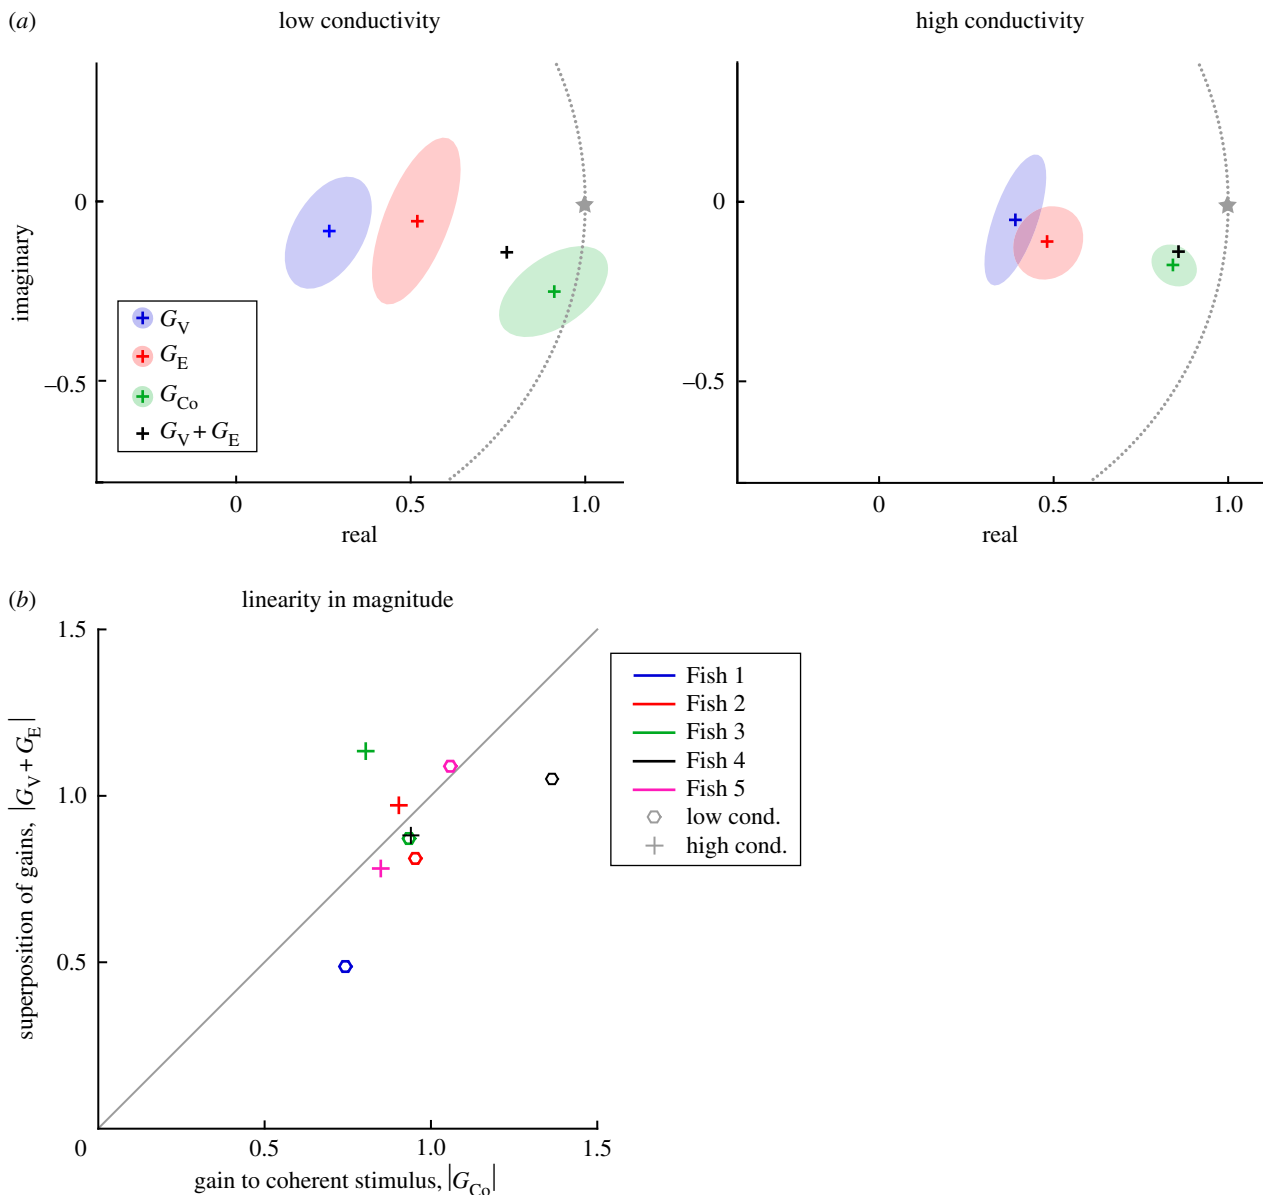 (a) low conductivity high conductivity
0 0
imaginary
G_V
G_E
G_Co
G_V + G_E
–0.5 –0.5
0 0.5 1.0 0 0.5 1.0
real real
(b) linearity in magnitude
1.5
1.0
0.5
0
superposition of gains, |G_V + G_E|
Fish 1
Fish 2
Fish 3
Fish 4
Fish 5
low cond.
high cond.
0.5 1.0 1.5
gain to coherent stimulus, |G_Co|